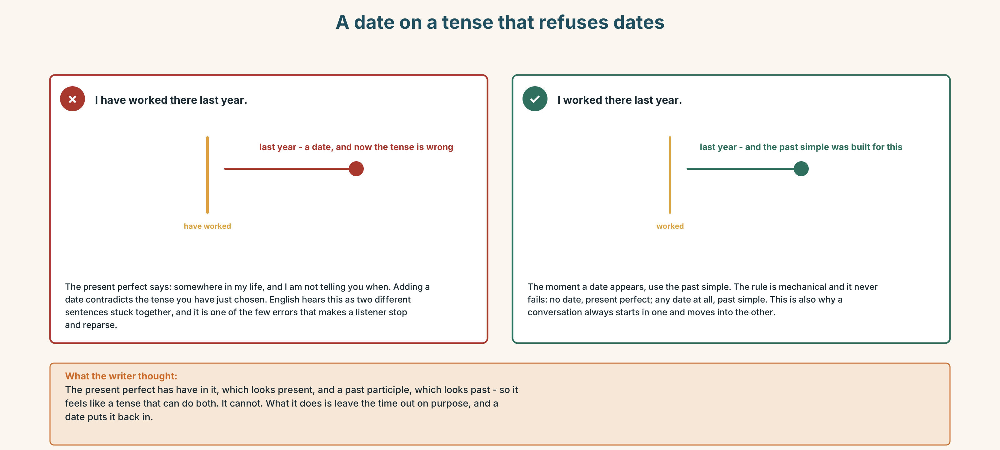 A date on a tense that refuses dates
I have worked there last year.
last year - a date, and now the tense is wrong
have worked
The present perfect says: somewhere in my life, and I am not telling you when. Adding a
date contradicts the tense you have just chosen. English hears this as two different
sentences stuck together, and it is one of the few errors that makes a listener stop
and reparse.
I worked there last year.
last year - and the past simple was built for this
worked
The moment a date appears, use the past simple. The rule is mechanical and it never
fails: no date, present perfect; any date at all, past simple. This is also why a
conversation always starts in one and moves into the other.
What the writer thought:
The present perfect has have in it, which looks present, and a past participle, which looks past - so it
feels like a tense that can do both. It cannot. What it does is leave the time out on purpose, and a
date puts it back in.